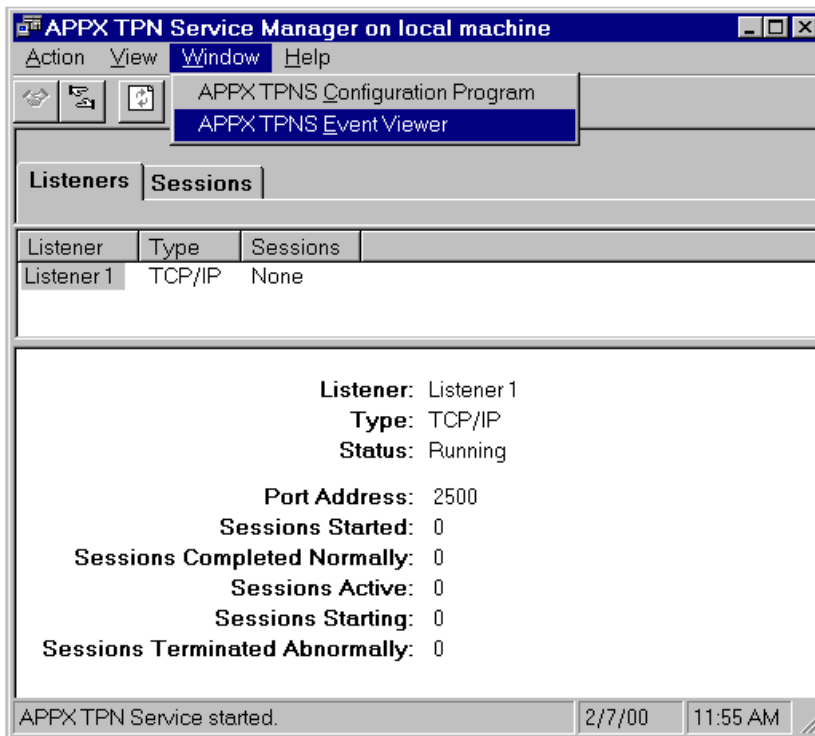 APPX TPN Service Manager on local machine
Action View Window Help
APPX TPNS Configuration Program
APPX TPNS Event Viewer
Listeners Sessions
Listener Type Sessions
Listener 1 TCP/IP None
Listener: Listener 1
Type: TCP/IP
Status: Running
Port Address: 2500
Sessions Started: 0
Sessions Completed Normally: 0
Sessions Active: 0
Sessions Starting: 0
Sessions Terminated Abnormally: 0
APPX TPN Service started. 2/7/00 11:55 AM